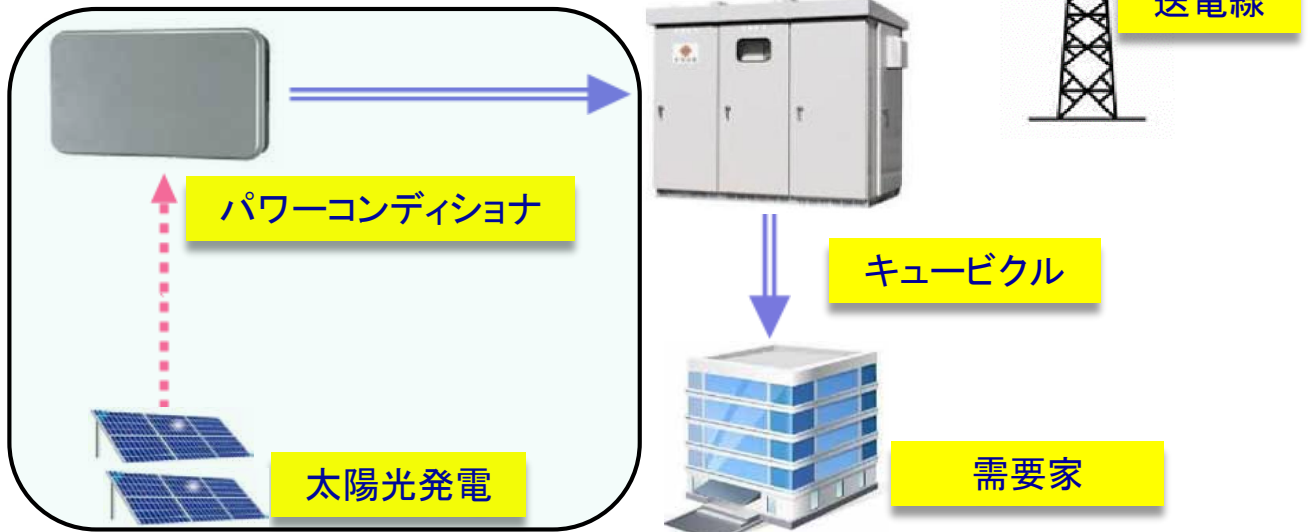 送電線
パワーコンディショナ
キュービクル
太陽光発電
需要家